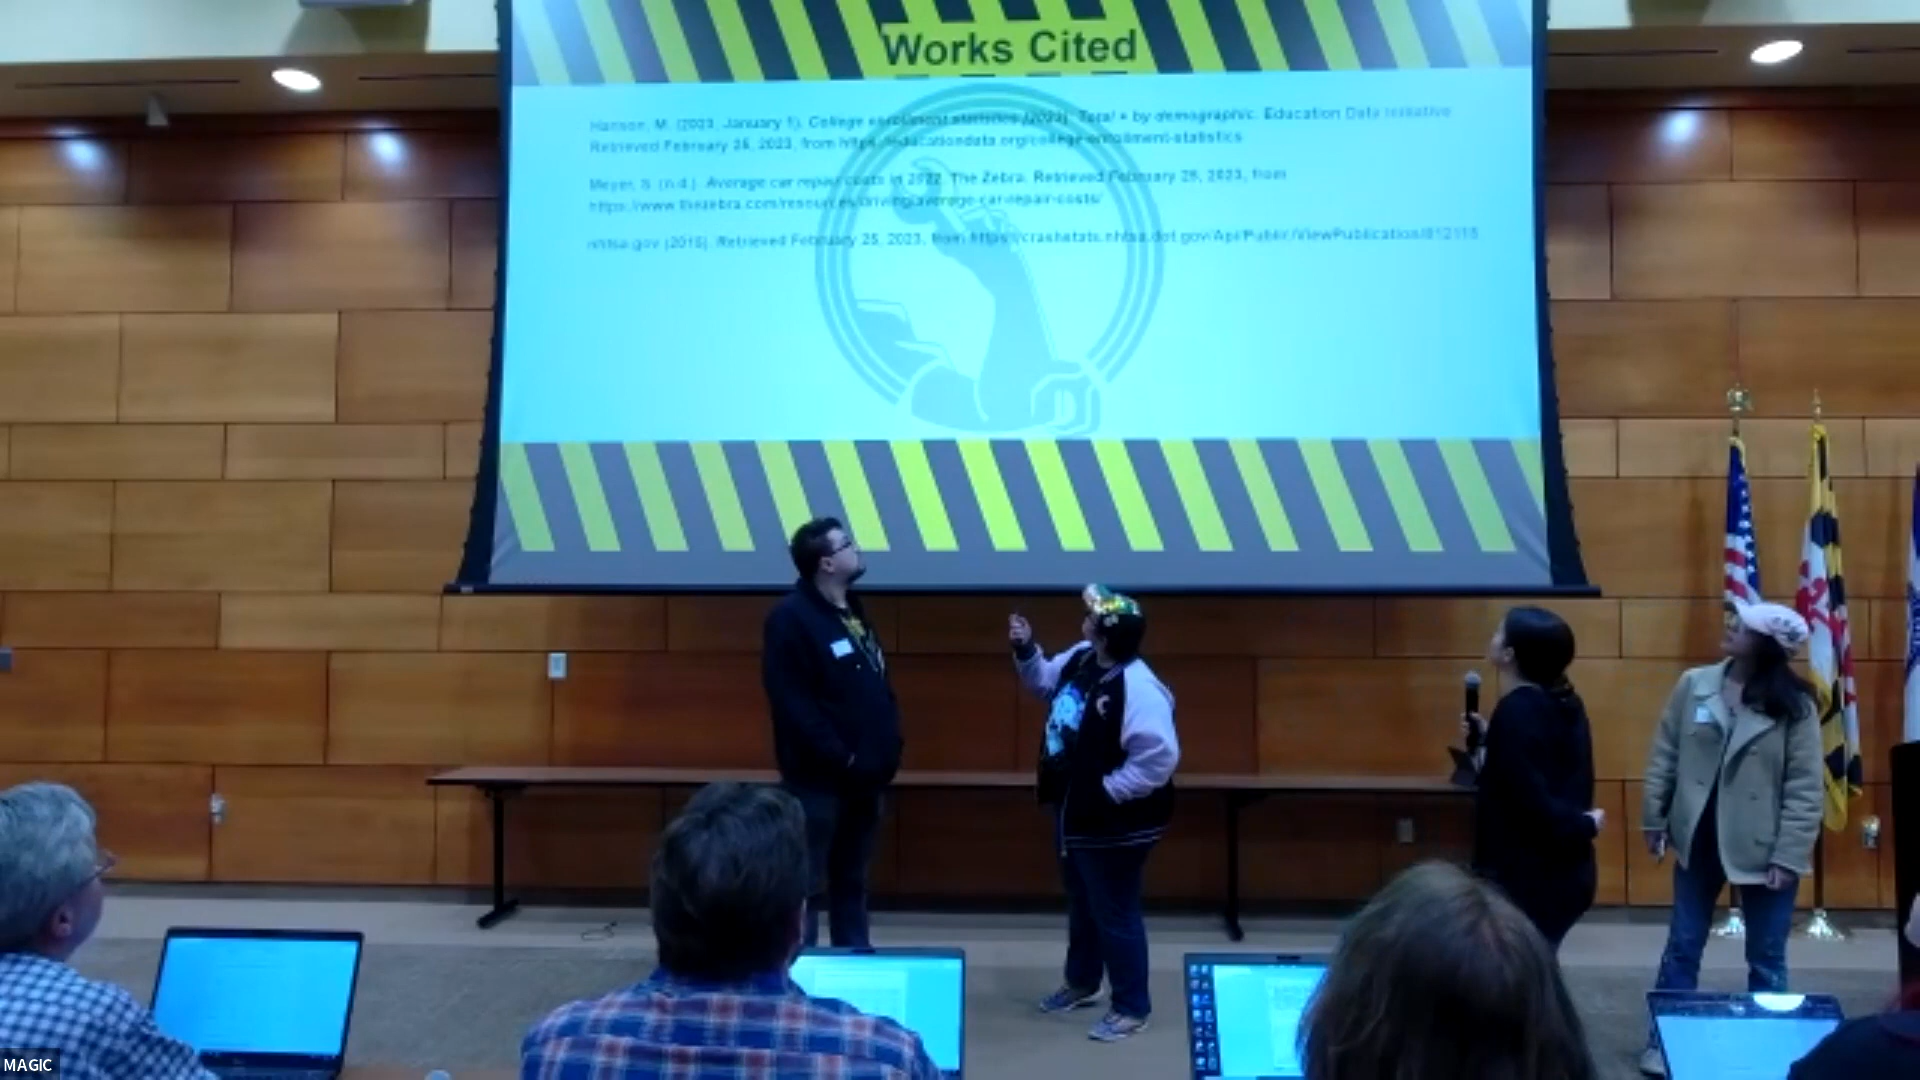 Works Cited
Hanson, M. (2023, January 1). College enrollment statistics [2023]: Total + by demographic. Education Data Initiative
Retrieved February 26, 2023, from https://educationdata.org/college-enrollment-statistics
Meyer, S. (n.d.). Average car repair costs in 2022. The Zebra. Retrieved February 25, 2023, from
https://www.thezebra.com/resources/driving/average-car-repair-costs/
nhtsa.gov (2015). Retrieved February 25, 2023, from https://crashstats.nhtsa.dot.gov/Api/Public/ViewPublication/812115
MAGIC